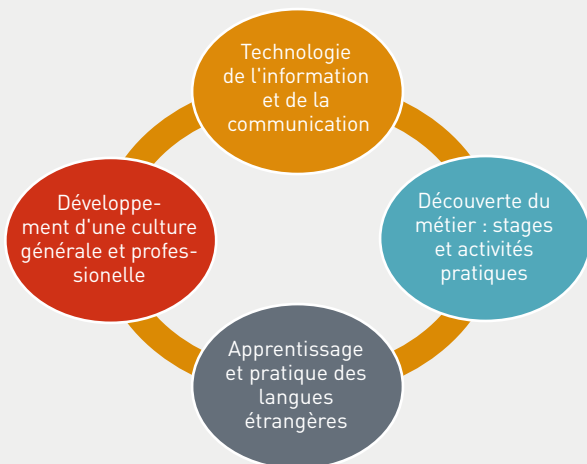 Technologie
de l'information
et de la
communication
Développe-
ment d'une culture
générale et profes-
sionelle
Découverte du
métier : stages
et activités
pratiques
Apprentissage
et pratique des
langues
étrangères